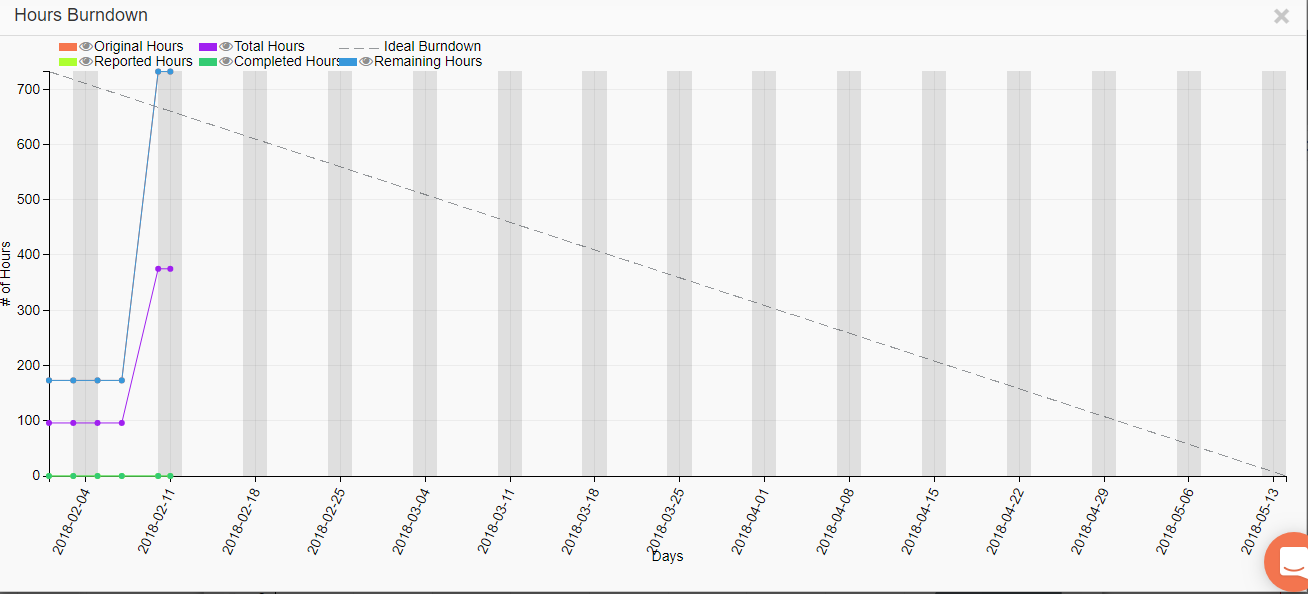 Hours Burndown
Original Hours Total Hours Ideal Burndown
Reported Hours Completed Hours Remaining Hours
700
600
500
400
300
200
100
0
# of Hours
2018-02-04 2018-02-11 2018-02-18 2018-02-25 2018-03-04 2018-03-11 2018-03-18 2018-03-25 2018-04-01 2018-04-08 2018-04-15 2018-04-22 2018-04-29 2018-05-06 2018-05-13
Days